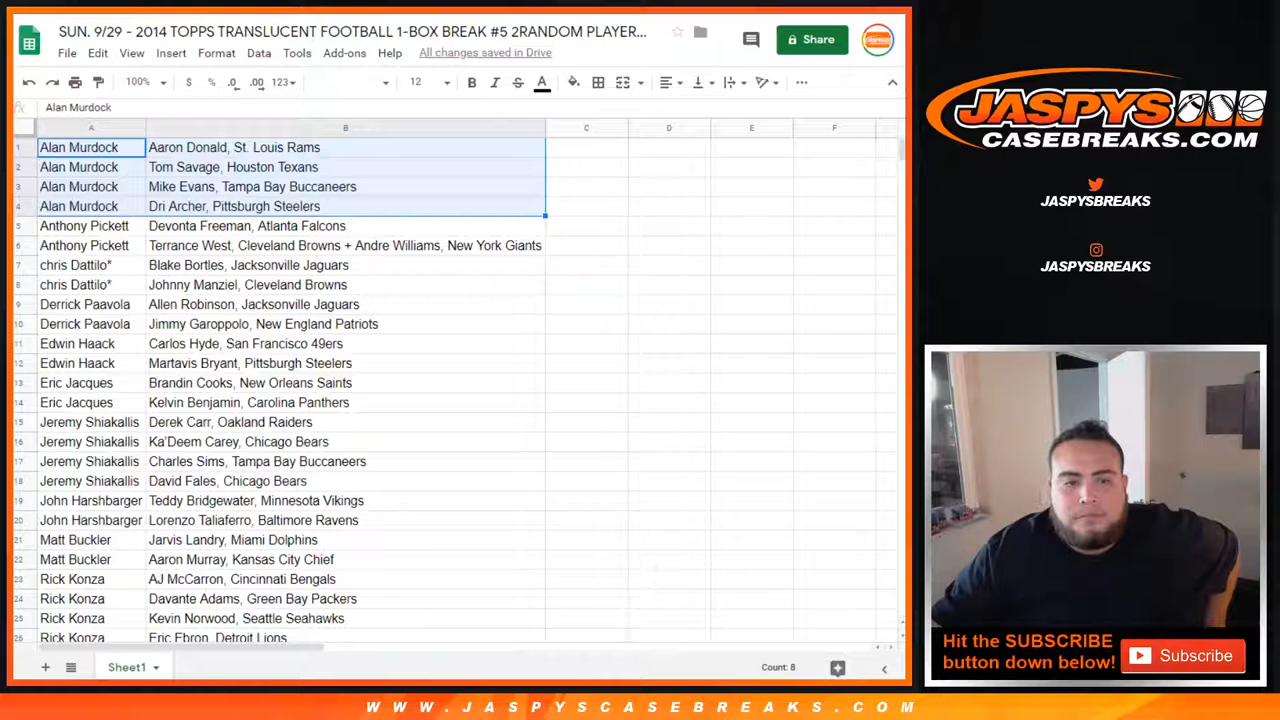 SUN. 9/29 - 2014 TOPPS TRANSLUCENT FOOTBALL 1-BOX BREAK #5 2RANDOM PLAYER...
Share
File Edit View Insert Format Data Tools Add-ons Help All changes saved in Drive
100% $ % .0 .00 123 12 B I S A
fx Alan Murdock
A B C D E F
1 Alan Murdock Aaron Donald, St. Louis Rams
2 Alan Murdock Tom Savage, Houston Texans
3 Alan Murdock Mike Evans, Tampa Bay Buccaneers
4 Alan Murdock Dri Archer, Pittsburgh Steelers
5 Anthony Pickett Devonta Freeman, Atlanta Falcons
6 Anthony Pickett Terrance West, Cleveland Browns + Andre Williams, New York Giants
7 chris Dattilo* Blake Bortles, Jacksonville Jaguars
8 chris Dattilo* Johnny Manziel, Cleveland Browns
9 Derrick Paavola Allen Robinson, Jacksonville Jaguars
10 Derrick Paavola Jimmy Garoppolo, New England Patriots
11 Edwin Haack Carlos Hyde, San Francisco 49ers
12 Edwin Haack Martavis Bryant, Pittsburgh Steelers
13 Eric Jacques Brandin Cooks, New Orleans Saints
14 Eric Jacques Kelvin Benjamin, Carolina Panthers
15 Jeremy Shiakallis Derek Carr, Oakland Raiders
16 Jeremy Shiakallis Ka'Deem Carey, Chicago Bears
17 Jeremy Shiakallis Charles Sims, Tampa Bay Buccaneers
18 Jeremy Shiakallis David Fales, Chicago Bears
19 John Harshbarger Teddy Bridgewater, Minnesota Vikings
20 John Harshbarger Lorenzo Taliaferro, Baltimore Ravens
21 Matt Buckler Jarvis Landry, Miami Dolphins
22 Matt Buckler Aaron Murray, Kansas City Chief
23 Rick Konza AJ McCarron, Cincinnati Bengals
24 Rick Konza Davante Adams, Green Bay Packers
25 Rick Konza Kevin Norwood, Seattle Seahawks
26 Rick Konza Eric Ebron, Detroit Lions
Sheet1 Count: 8
JASPYS
CASEBREAKS.COM
JASPYSBREAKS
JASPYSBREAKS
Hit the SUBSCRIBE
button down below!
Subscribe
WWW.JASPYSCASEBREAKS.COM